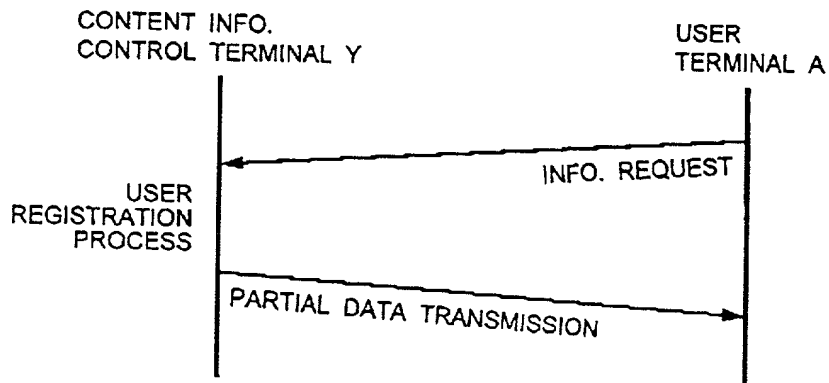 CONTENT INFO.
CONTROL TERMINAL Y
USER
TERMINAL A
INFO. REQUEST
USER
REGISTRATION
PROCESS
PARTIAL DATA TRANSMISSION